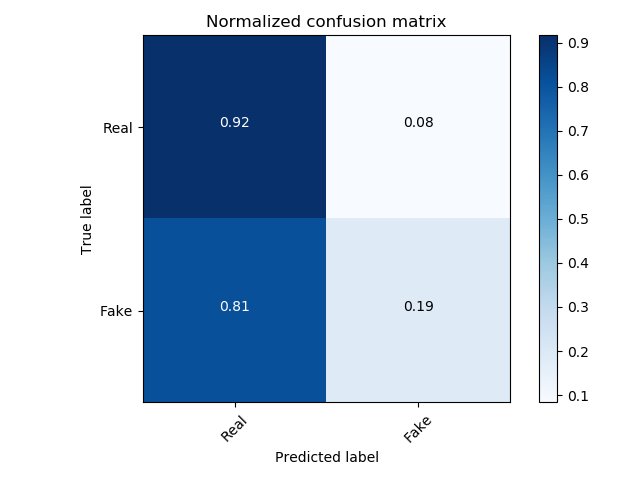 Normalized confusion matrix
True label
Real
0.92
0.08
Fake
0.81
0.19
Real
Fake
Predicted label
0.9
0.8
0.7
0.6
0.5
0.4
0.3
0.2
0.1